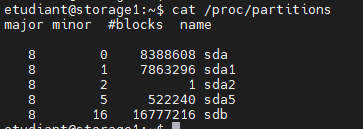 etudiant@storage1:~$ cat /proc/partitions
major minor  #blocks  name

   8        0    8388608 sda
   8        1    7863296 sda1
   8        2          1 sda2
   8        5     522240 sda5
   8       16   16777216 sdb
etudiant@storage1:~$